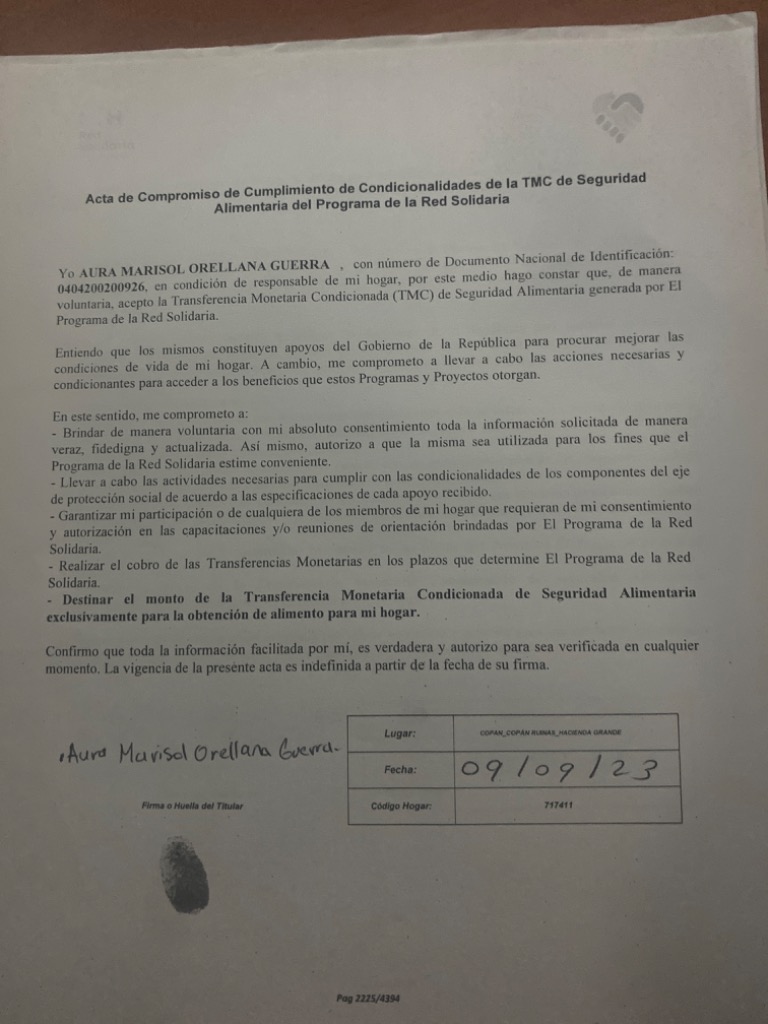 Acta de Compromiso de Cumplimiento de Condicionalidades de la TMC de Seguridad
Alimentaria del Programa de la Red Solidaria
Yo AURA MARISOL ORELLANA GUERRA , con número de Documento Nacional de Identificación:
0404200200926, en condición de responsable de mi hogar, por este medio hago constar que, de manera
voluntaria, acepto la Transferencia Monetaria Condicionada (TMC) de Seguridad Alimentaria generada por El
Programa de la Red Solidaria.
Entiendo que los mismos constituyen apoyos del Gobierno de la República para procurar mejorar las
condiciones de vida de mi hogar. A cambio, me comprometo a llevar a cabo las acciones necesarias y
condicionantes para acceder a los beneficios que estos Programas y Proyectos otorgan.
En este sentido, me comprometo a:
- Brindar de manera voluntaria con mi absoluto consentimiento toda la información solicitada de manera
veraz, fidedigna y actualizada. Así mismo, autorizo a que la misma sea utilizada para los fines que el
Programa de la Red Solidaria estime conveniente.
- Llevar a cabo las actividades necesarias para cumplir con las condicionalidades de los componentes del eje
de protección social de acuerdo a las especificaciones de cada apoyo recibido.
- Garantizar mi participación o de cualquiera de los miembros de mi hogar que requieran de mi consentimiento
y autorización en las capacitaciones y/o reuniones de orientación brindadas por El Programa de la Red
Solidaria.
- Realizar el cobro de las Transferencias Monetarias en los plazos que determine El Programa de la Red
Solidaria.
- Destinar el monto de la Transferencia Monetaria Condicionada de Seguridad Alimentaria
exclusivamente para la obtención de alimento para mi hogar.
Confirmo que toda la información facilitada por mí, es verdadera y autorizo para sea verificada en cualquier
momento. La vigencia de la presente acta es indefinida a partir de la fecha de su firma.
Aura Marisol Orellana Guerra.
Firma o Huella del Titular
Lugar: COPÁN_COPÁN RUINAS_HACIENDA GRANDE
Fecha: 09/09/23
Código Hogar: 717411
Pag 2225/4394